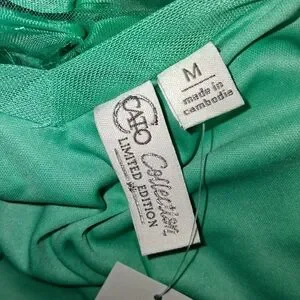 CATO
Collection
LIMITED EDITION
M
made in
cambodia